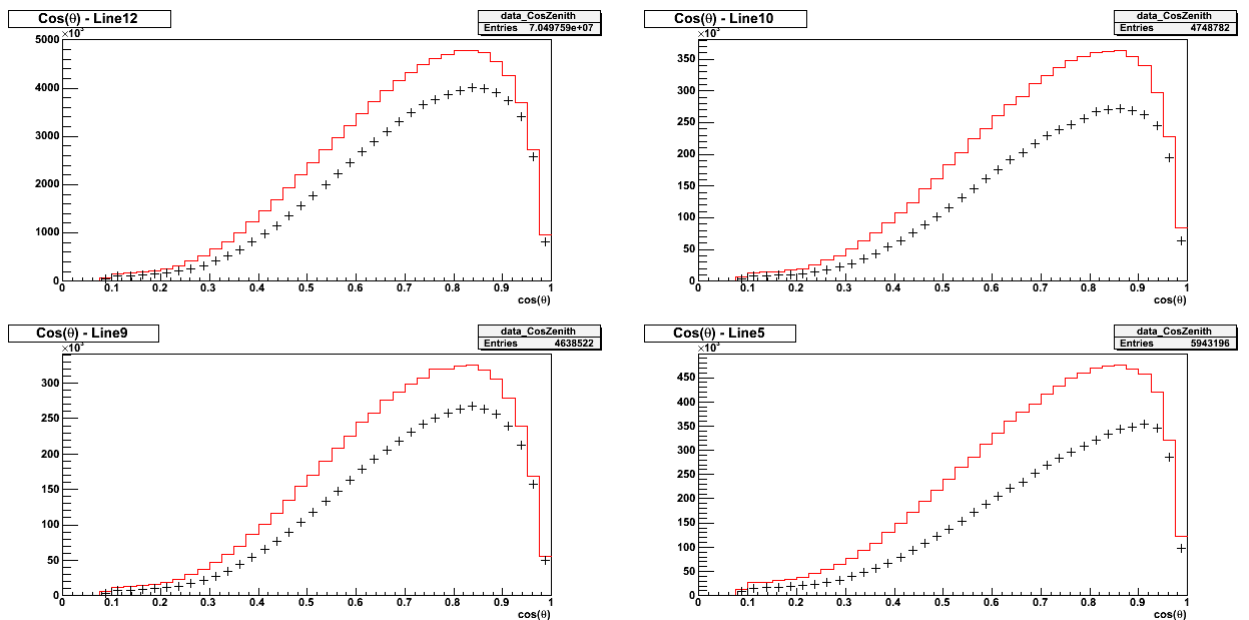 Cos(θ) - Line12
data_CosZenith
Entries 7.049759e+07
×10³
5000
4000
3000
2000
1000
0
0 0.1 0.2 0.3 0.4 0.5 0.6 0.7 0.8 0.9 1
cos(θ)
Cos(θ) - Line10
data_CosZenith
Entries 4748782
×10³
350
300
250
200
150
100
50
0
0 0.1 0.2 0.3 0.4 0.5 0.6 0.7 0.8 0.9 1
cos(θ)
Cos(θ) - Line9
data_CosZenith
Entries 4638522
×10³
300
250
200
150
100
50
0
0 0.1 0.2 0.3 0.4 0.5 0.6 0.7 0.8 0.9 1
cos(θ)
Cos(θ) - Line5
data_CosZenith
Entries 5943196
×10³
450
400
350
300
250
200
150
100
50
0
0 0.1 0.2 0.3 0.4 0.5 0.6 0.7 0.8 0.9 1
cos(θ)